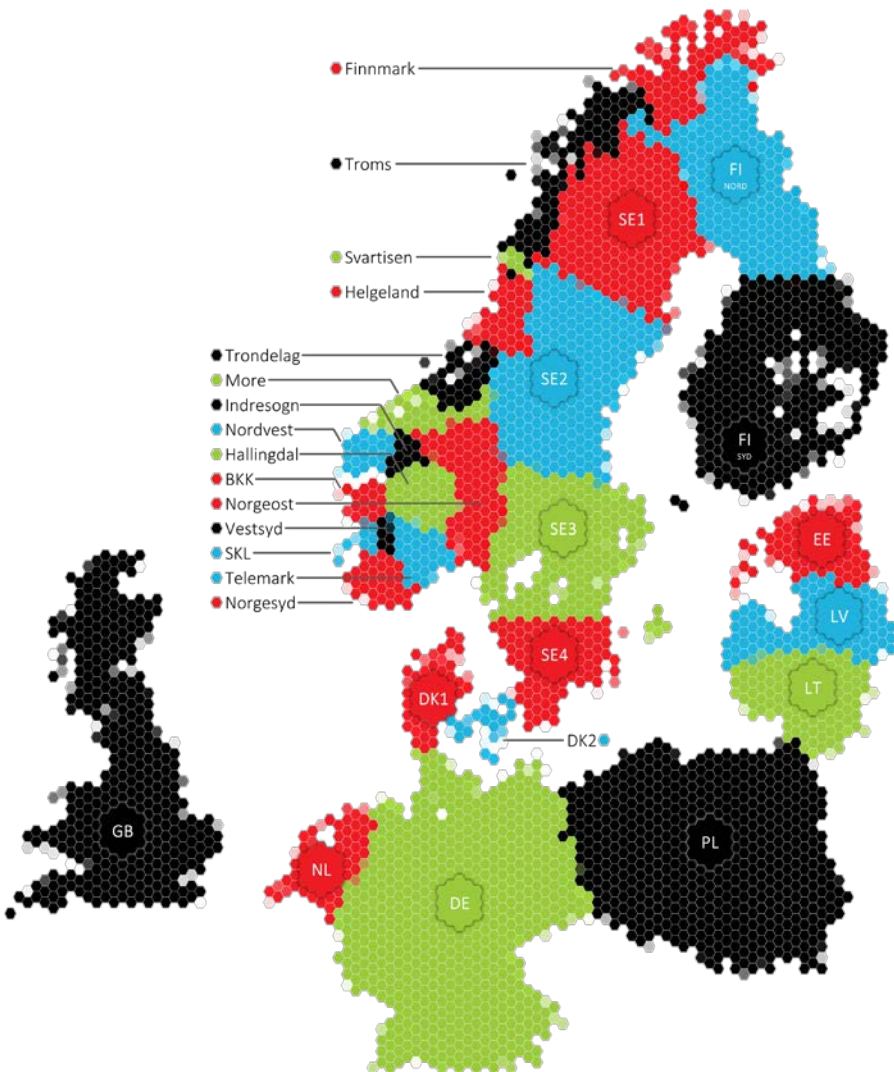 Finnmark
Troms
FI
NORD
SE1
Svartisen
Helgeland
Trondelag
More
Indresogn
Nordvest
Hallingdal
BKK
Norgeost
Vestsyd
SKL
Telemark
Norgesyd
SE2
FI
SYD
SE3
EE
LV
SE4
LT
DK1
DK2
GB
PL
NL
DE